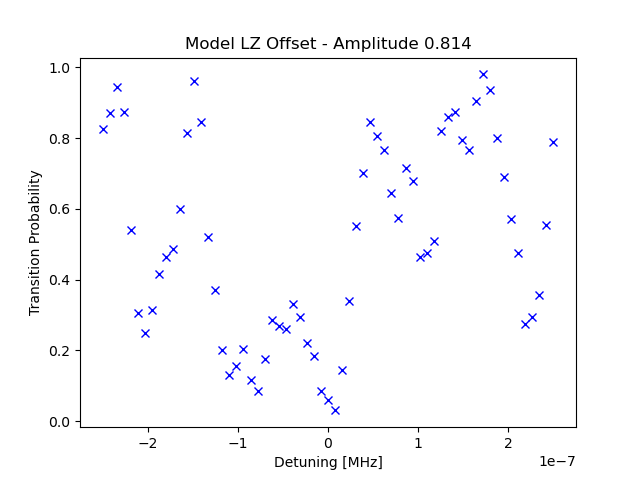 Model LZ Offset - Amplitude 0.814
Transition Probability
1.0
0.8
0.6
0.4
0.2
0.0
−2
−1
0
1
2
Detuning [MHz]
1e−7